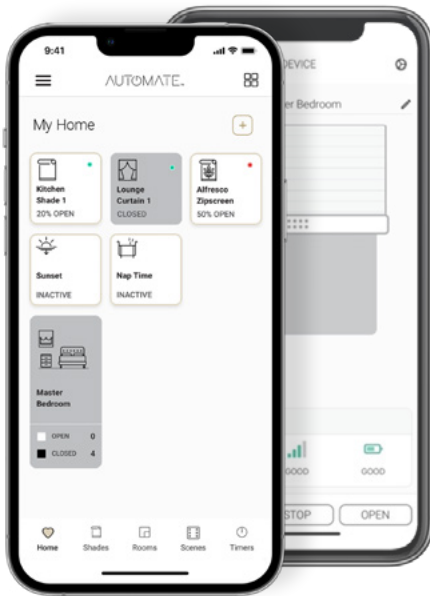 9:41
AUTOMATE
My Home
Kitchen
Shade 1
20% OPEN
Lounge
Curtain 1
CLOSED
Alfresco
Zipscreen
50% OPEN
Sunset
INACTIVE
Nap Time
INACTIVE
Master
Bedroom
OPEN 0
CLOSED 4
Home
Shades
Rooms
Scenes
Timers
DEVICE
Bedroom
GOOD
GOOD
STOP
OPEN